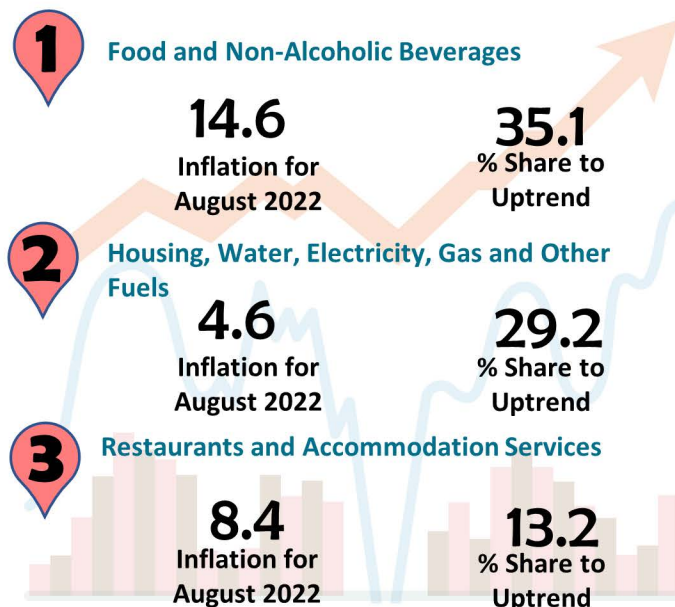 1
Food and Non-Alcoholic Beverages
14.6
35.1
Inflation for
August 2022
% Share to
Uptrend
2
Housing, Water, Electricity, Gas and Other
Fuels
4.6
29.2
Inflation for
August 2022
% Share to
Uptrend
3
Restaurants and Accommodation Services
8.4
13.2
Inflation for
August 2022
% Share to
Uptrend